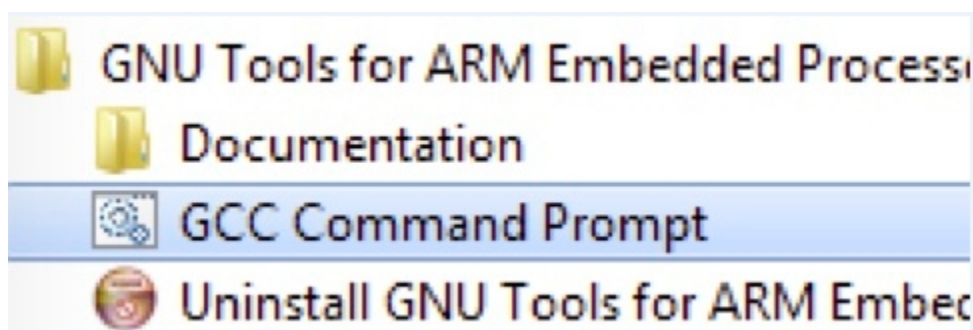 GNU Tools for ARM Embedded
Documentation
GCC Command Prompt
Uninstall GNU Tools for ARM